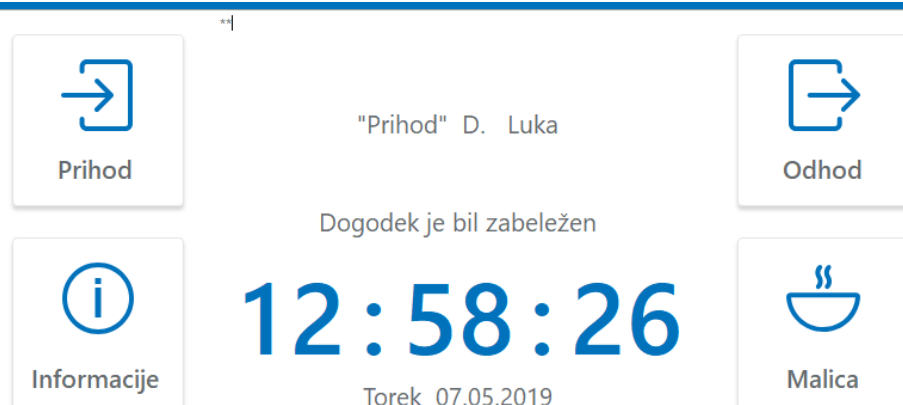 **
"Prihod" D. Luka
Prihod
Odhod
Dogodek je bil zabeležen
12:58:26
Informacije
Malica
Torek 07.05.2019